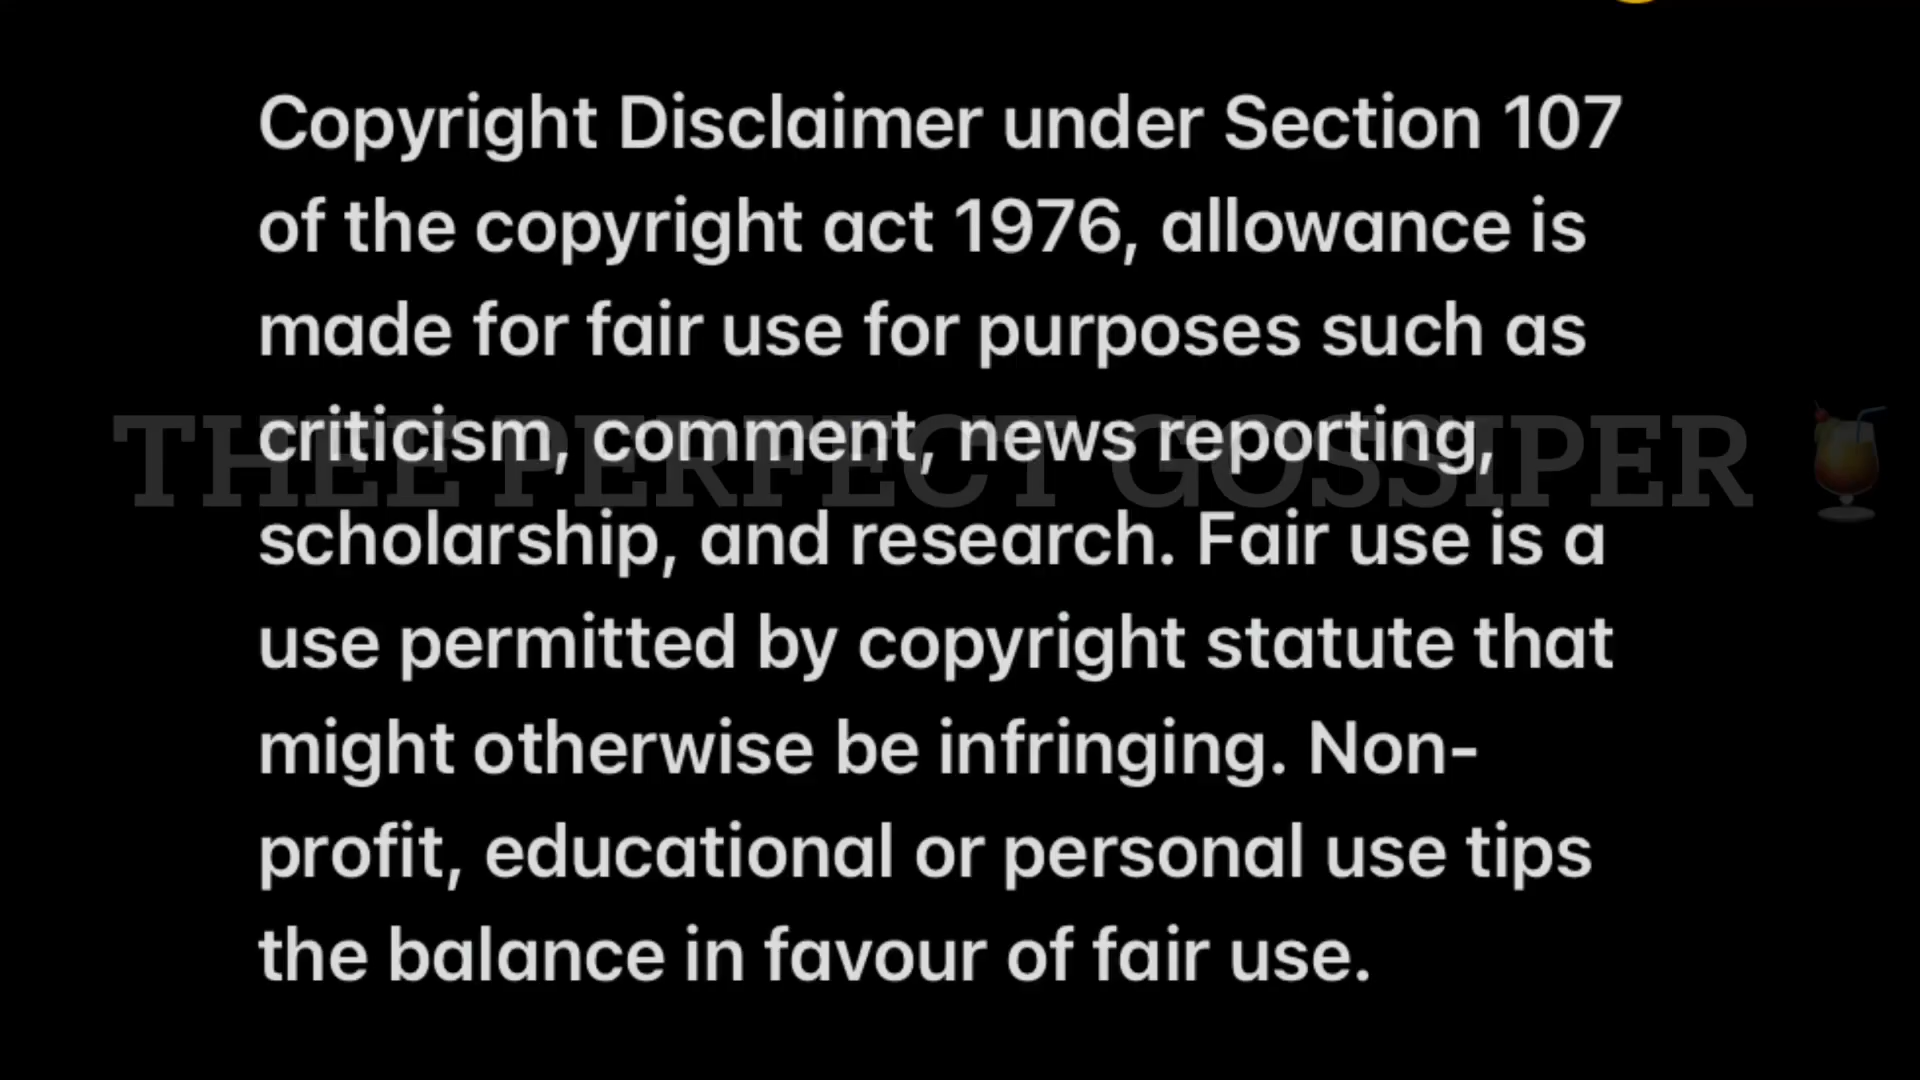 Copyright Disclaimer under Section 107
of the copyright act 1976, allowance is
made for fair use for purposes such as
criticism, comment, news reporting,
THEE PERFECT GOSSIPER
scholarship, and research. Fair use is a
use permitted by copyright statute that
might otherwise be infringing. Non-
profit, educational or personal use tips
the balance in favour of fair use.